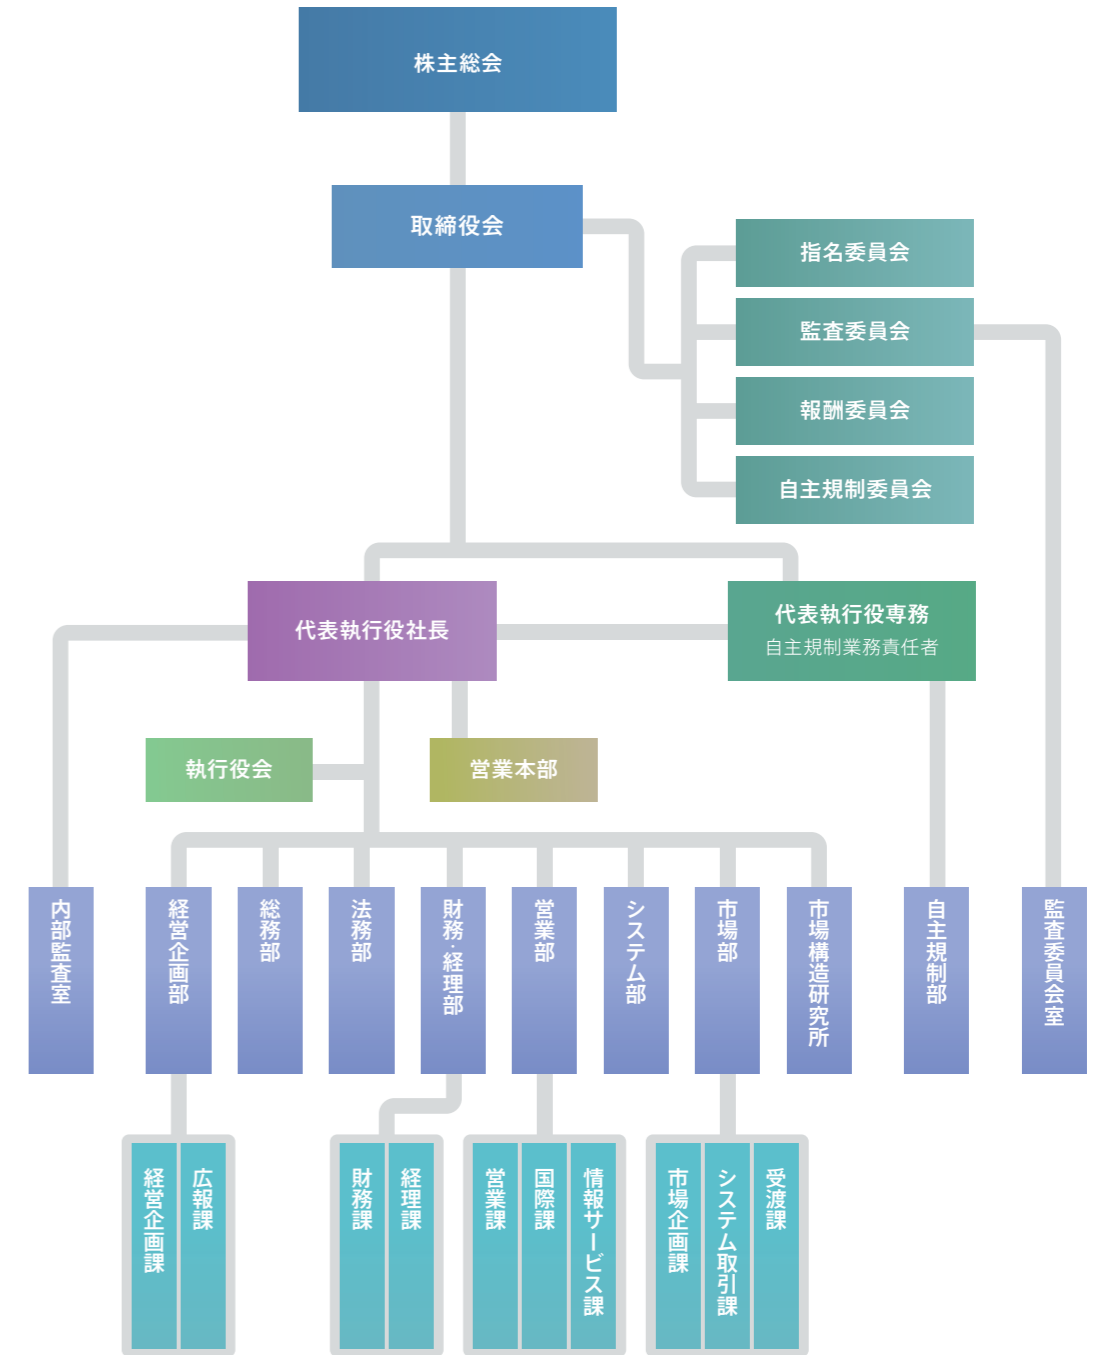 株主総会
取締役会
指名委員会
監査委員会
報酬委員会
自主規制委員会
代表執行役社長
代表執行役専務
自主規制業務責任者
執行役会
営業本部
内部監査室
経営企画部
総務部
法務部
財務・経理部
営業部
システム部
市場部
市場構造研究所
自主規制部
監査委員会室
経営企画課
広報課
財務課
経理課
営業課
国際課
情報サービス課
市場企画課
システム取引課
受渡課